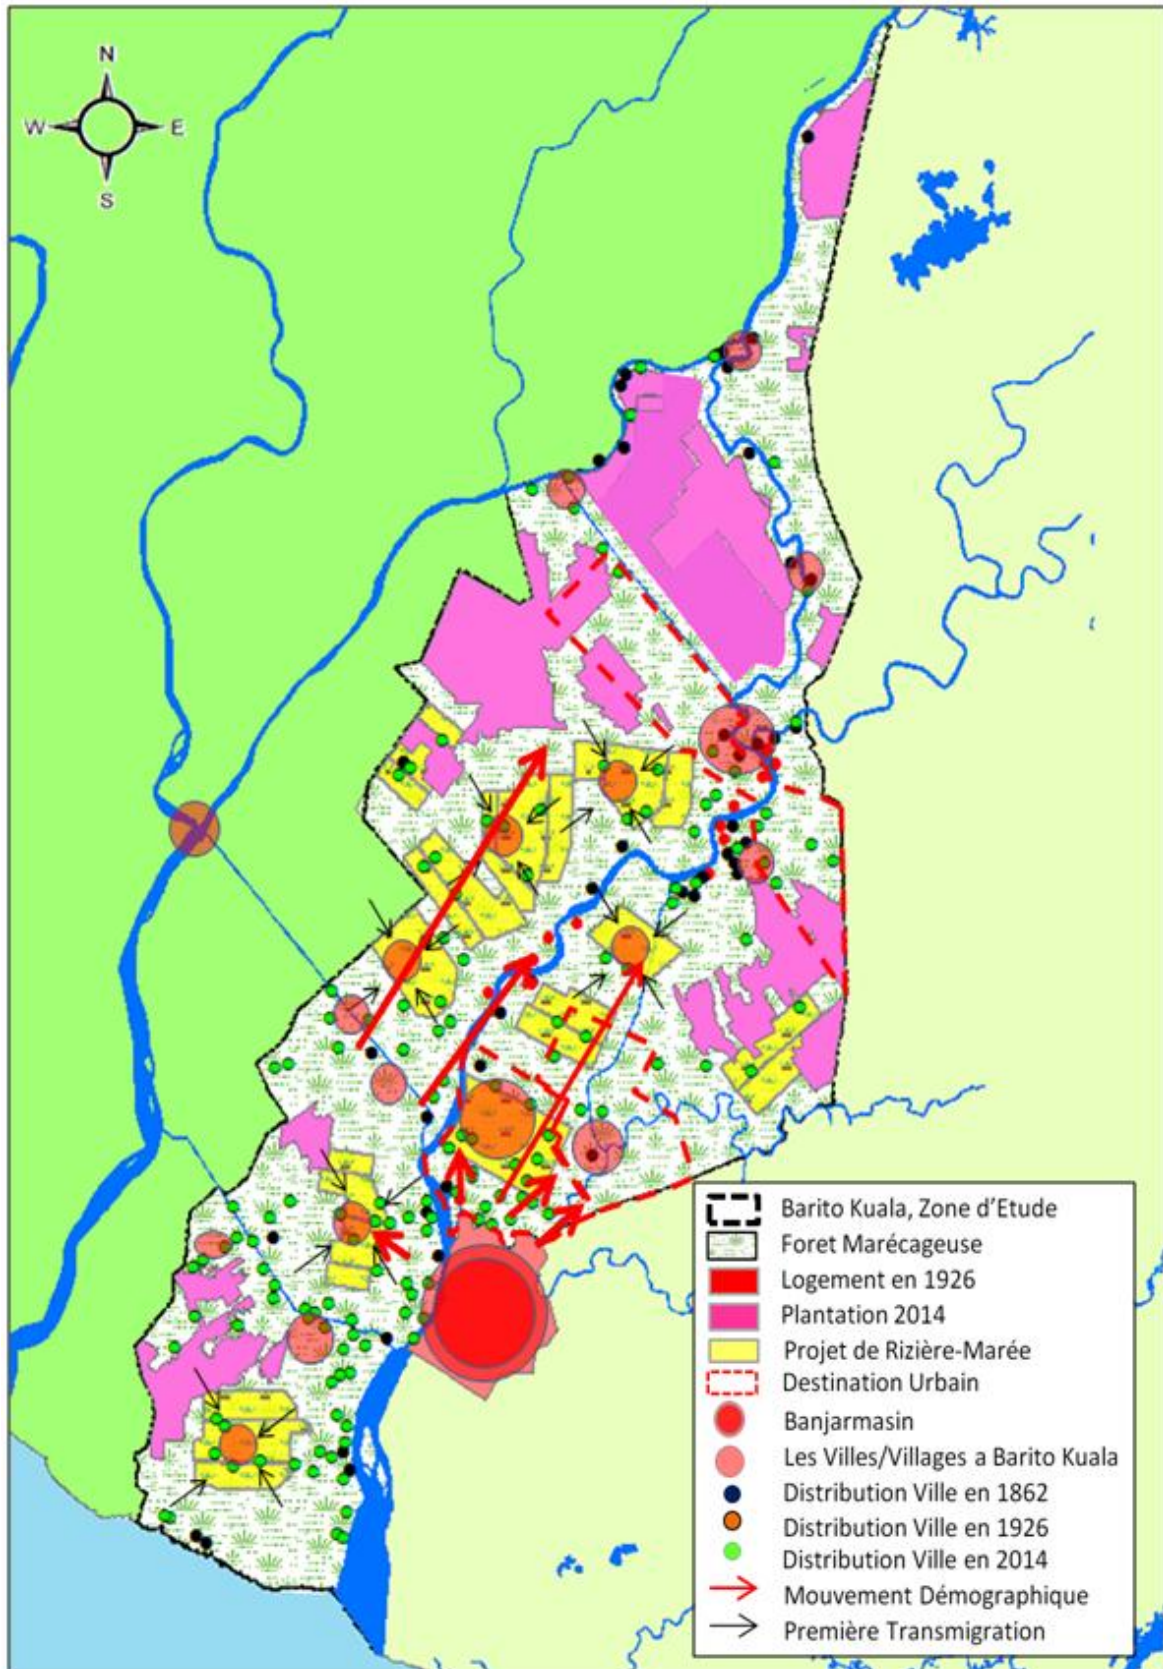 N
W
E
S
Barito Kuala, Zone d'Etude
Foret Marécageuse
Logement en 1926
Plantation 2014
Projet de Rizière-Marée
Destination Urbain
Banjarmasin
Les Villes/Villages a Barito Kuala
Distribution Ville en 1862
Distribution Ville en 1926
Distribution Ville en 2014
Mouvement Démographique
Première Transmigration